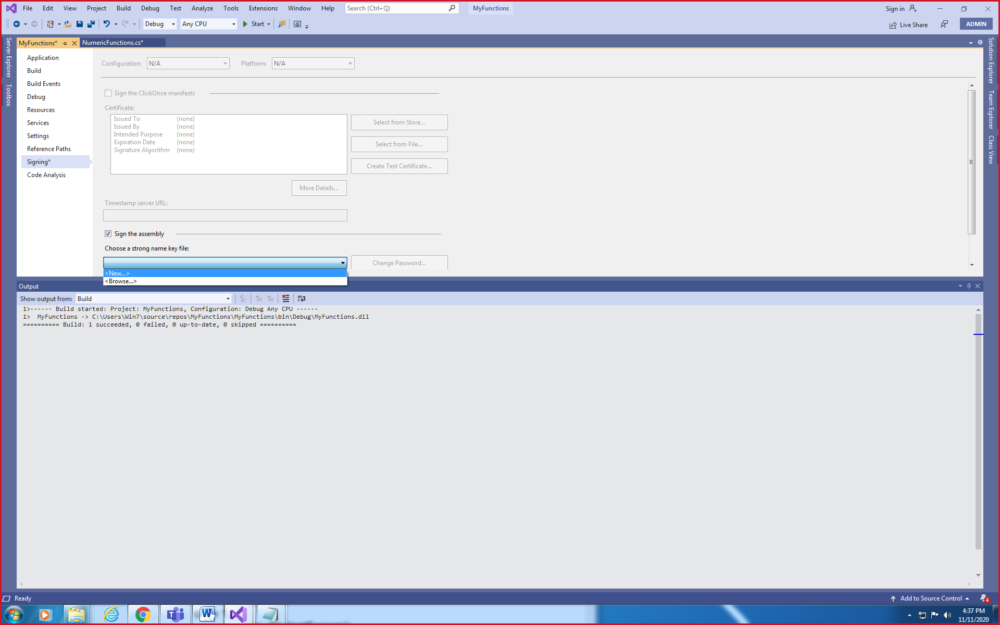 File Edit View Project Build Debug Test Analyze Tools Extensions Window Help Search (Ctrl+Q) MyFunctions Sign in
Debug Any CPU Start Live Share ADMIN
Server Explorer
Toolbox
MyFunctions* NumericFunctions.cs*
Application
Build
Build Events
Debug
Resources
Services
Settings
Reference Paths
Signing*
Code Analysis
Configuration: N/A Platform: N/A
Sign the ClickOnce manifests
Certificate:
Issued To (none)
Issued By (none)
Intended Purpose (none)
Expiration Date (none)
Signature Algorithm (none)
Select from Store...
Select from File...
Create Test Certificate...
More Details...
Timestamp server URL:
Sign the assembly
Choose a strong name key file:
Change Password...
<New...>
<Browse...>
Solution Explorer
Team Explorer
Class View
Output
Show output from: Build
1>------ Build started: Project: MyFunctions, Configuration: Debug Any CPU ------
1>  MyFunctions -> C:\Users\Win7\source\repos\MyFunctions\MyFunctions\bin\Debug\MyFunctions.dll
========== Build: 1 succeeded, 0 failed, 0 up-to-date, 0 skipped ==========
Ready Add to Source Control 4
4:37 PM
11/11/2020